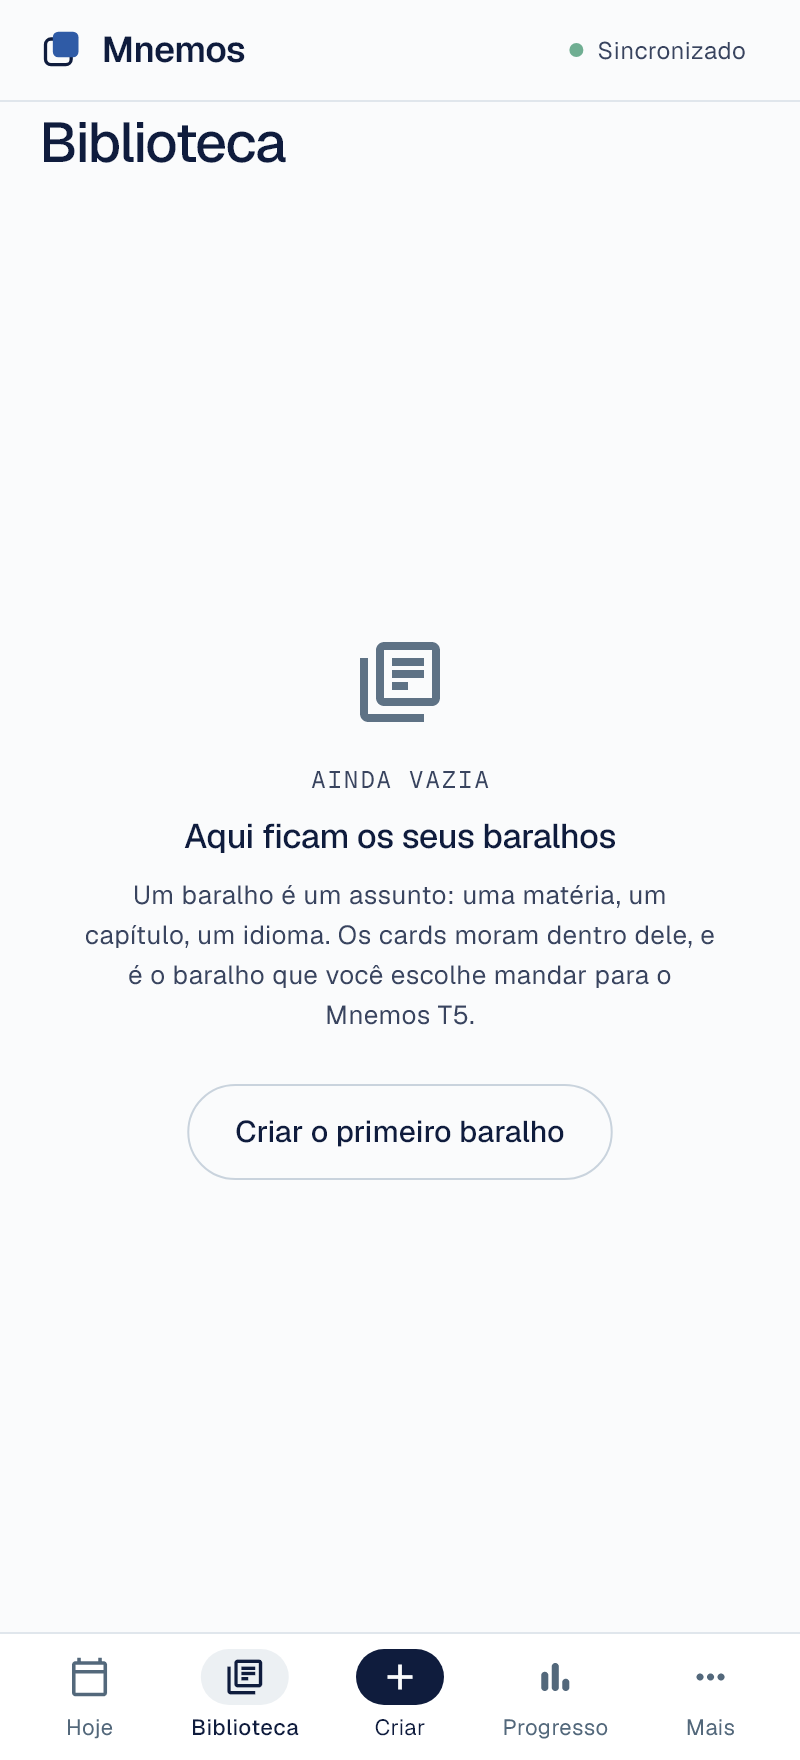 Mnemos
Sincronizado
Biblioteca
AINDA VAZIA
Aqui ficam os seus baralhos
Um baralho é um assunto: uma matéria, um
capítulo, um idioma. Os cards moram dentro dele, e
é o baralho que você escolhe mandar para o
Mnemos T5.
Criar o primeiro baralho
Hoje
Biblioteca
Criar
Progresso
Mais